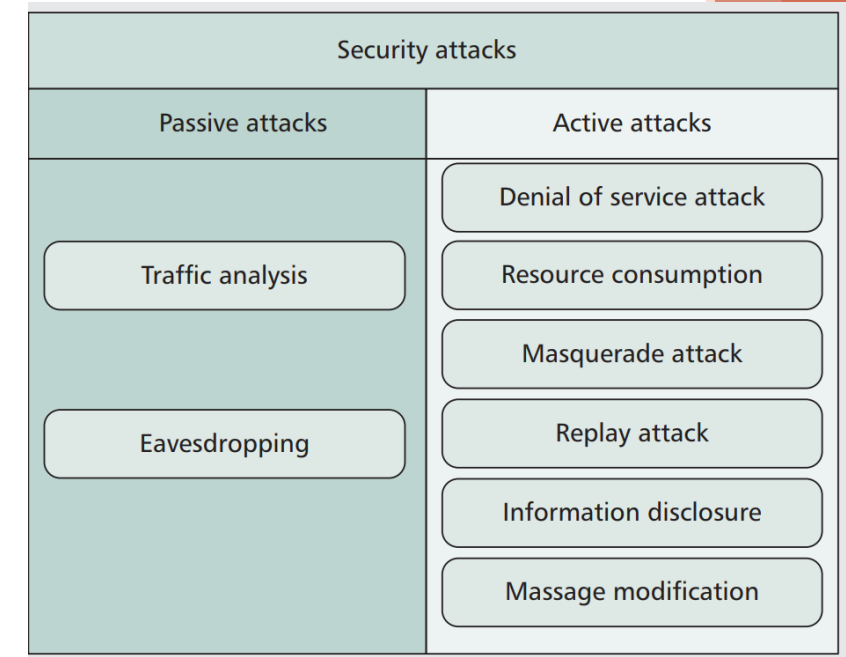 Security attacks
Passive attacks
Active attacks
Traffic analysis
Eavesdropping
Denial of service attack
Resource consumption
Masquerade attack
Replay attack
Information disclosure
Massage modification